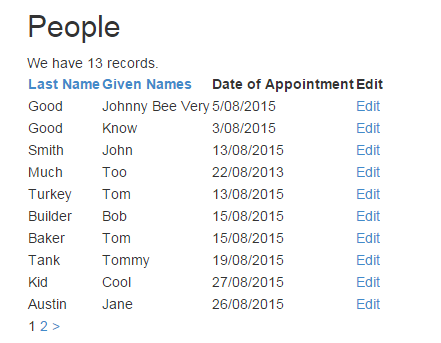 People
We have 13 records.
Last Name Given Names Date of Appointment Edit
Good Johnny Bee Very 5/08/2015 Edit
Good Know 3/08/2015 Edit
Smith John 13/08/2015 Edit
Much Too 22/08/2013 Edit
Turkey Tom 13/08/2015 Edit
Builder Bob 15/08/2015 Edit
Baker Tom 15/08/2015 Edit
Tank Tommy 19/08/2015 Edit
Kid Cool 27/08/2015 Edit
Austin Jane 26/08/2015 Edit
1 2 >